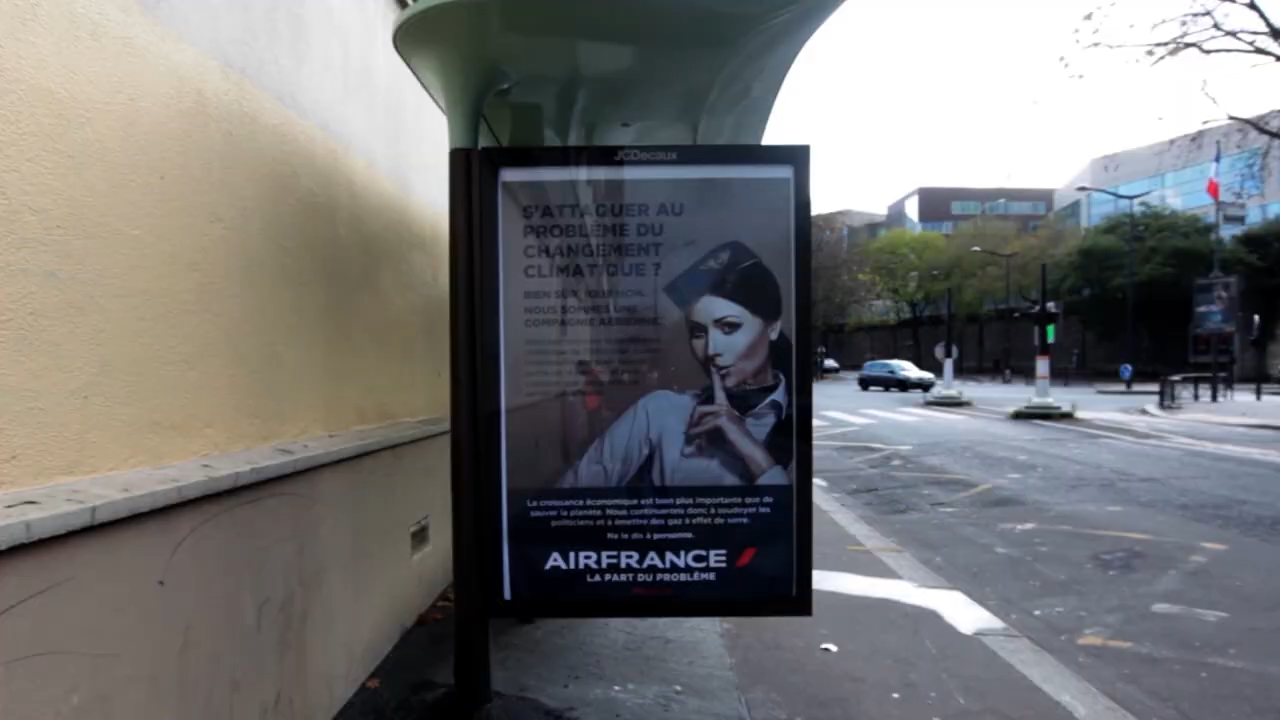 JCDecaux
S'ATTAQUER AU
PROBLÈME DU
CHANGEMENT
CLIMATIQUE ?
BIEN SÛR QUE NON.
NOUS SOMMES UNE
COMPAGNIE AÉRIENNE.
La croissance économique est bien plus importante que de
sauver la planète. Nous continuerons donc à soudoyer les
politiciens et à émettre des gaz à effet de serre.
Ne le dis à personne.
AIRFRANCE
LA PART DU PROBLÈME